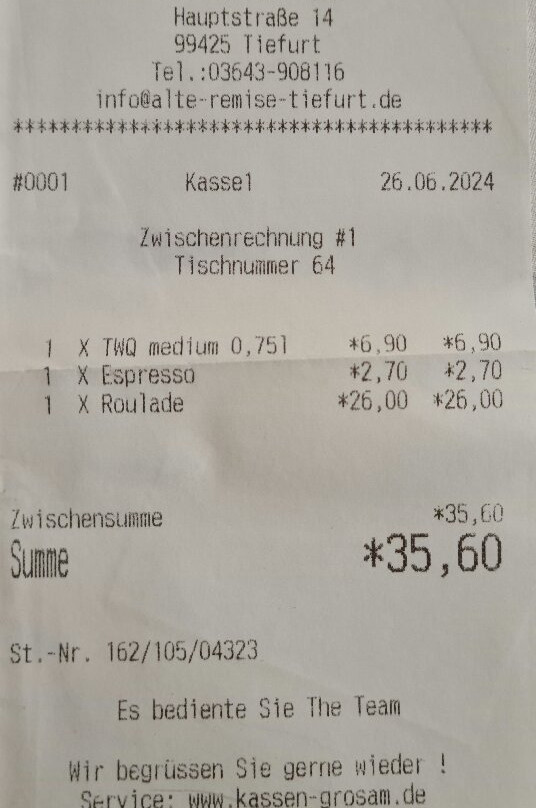 Hauptstraße 14
99425 Tiefurt
Tel.:03643-908116
info@alte-remise-tiefurt.de
*****************************************
#0001 Kasse1 26.06.2024
Zwischenrechnung #1
Tischnummer 64
1 X TWQ medium 0,75l *6,90 *6,90
1 X Espresso *2,70 *2,70
1 X Roulade *26,00 *26,00
Zwischensumme *35,60
Summe *35,60
St.-Nr. 162/105/04323
Es bediente Sie The Team
Wir begrüssen Sie gerne wieder !
Service: www.kassen-grosam.de